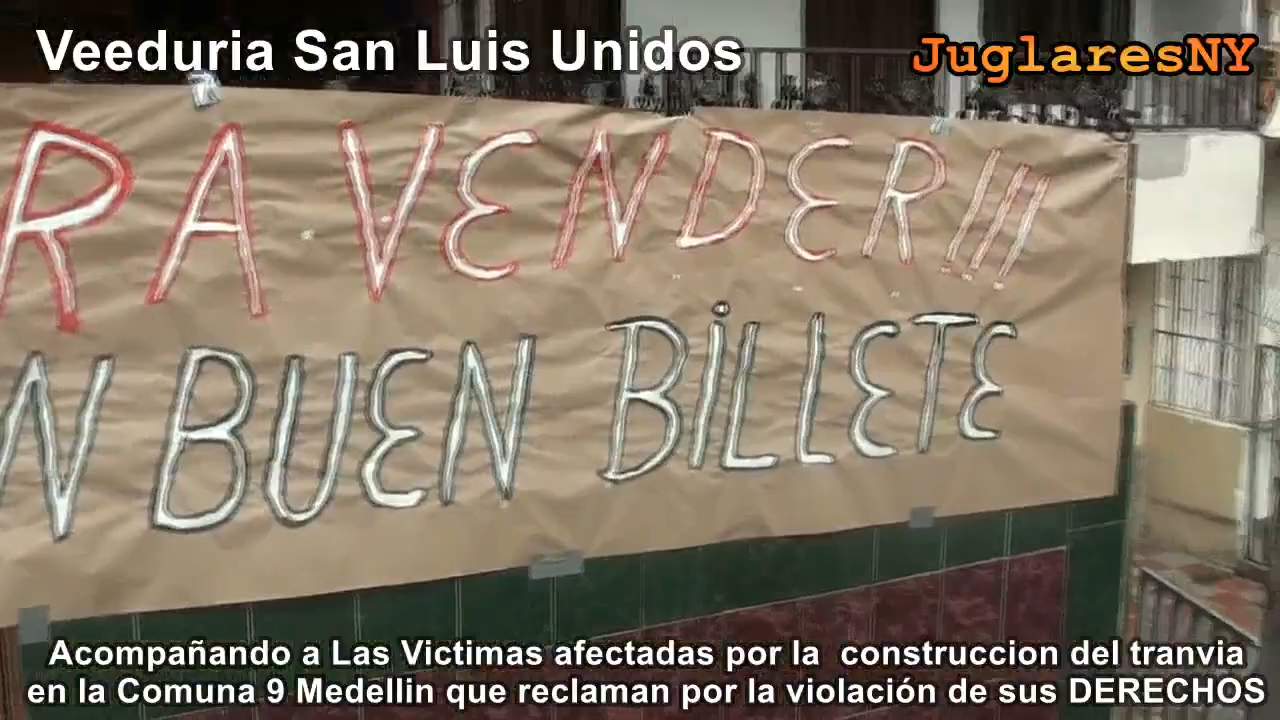 Veeduria San Luis Unidos
JuglaresNY
RA VENDER!!!
N BUEN BILLETE
Acompañando a Las Victimas afectadas por la construccion del tranvia
en la Comuna 9 Medellin que reclaman por la violación de sus DERECHOS